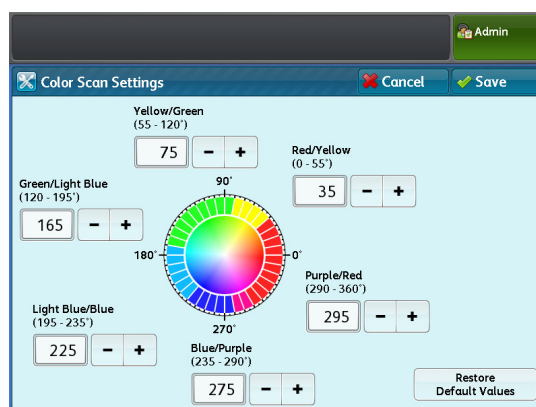 Admin
Color Scan Settings
Cancel
Save
Yellow/Green
(55 - 120°)
75
−
+
Red/Yellow
(0 - 55°)
35
−
+
Green/Light Blue
(120 - 195°)
165
−
+
90°
180°
0°
270°
Purple/Red
(290 - 360°)
295
−
+
Light Blue/Blue
(195 - 235°)
225
−
+
Blue/Purple
(235 - 290°)
275
−
+
Restore
Default Values